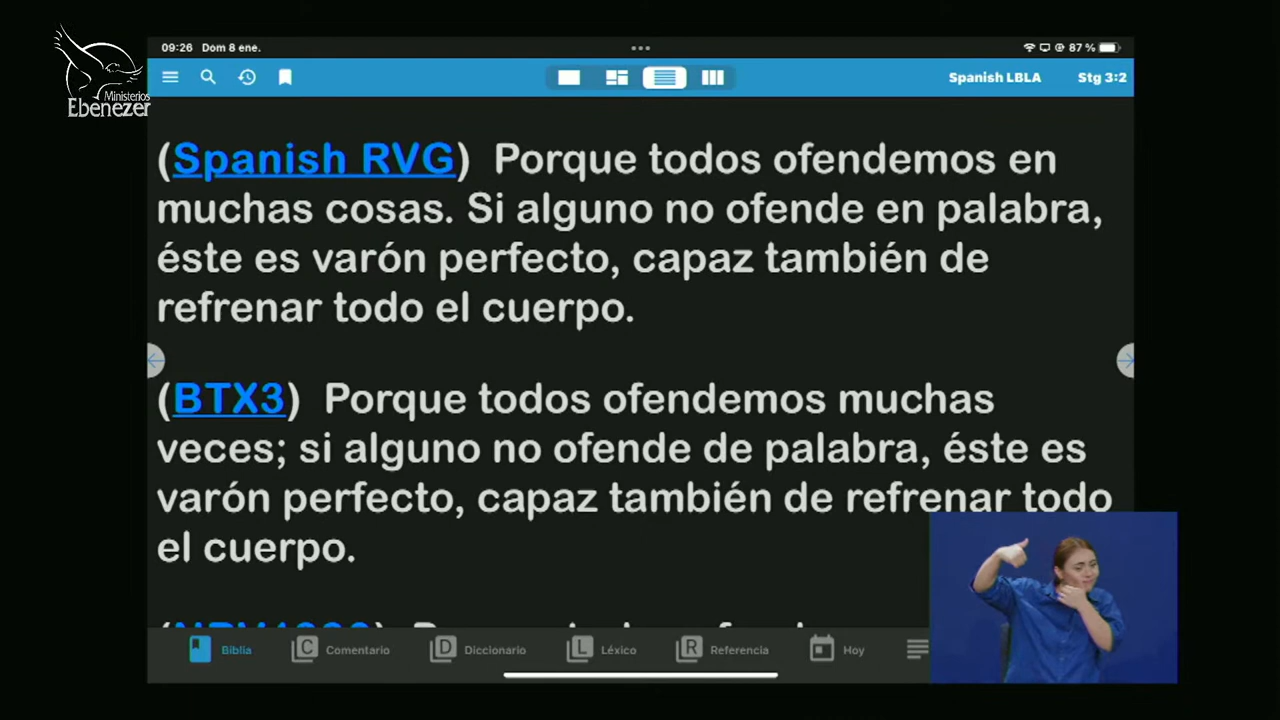 09:26 Dom 8 ene.
87 %
Ministerios
Ebenezer
Spanish LBLA
Stg 3:2
(Spanish RVG) Porque todos ofendemos en
muchas cosas. Si alguno no ofende en palabra,
éste es varón perfecto, capaz también de
refrenar todo el cuerpo.
(BTX3) Porque todos ofendemos muchas
veces; si alguno no ofende de palabra, éste es
varón perfecto, capaz también de refrenar todo
el cuerpo.
Biblia
C Comentario
D Diccionario
L Léxico
R Referencia
Hoy